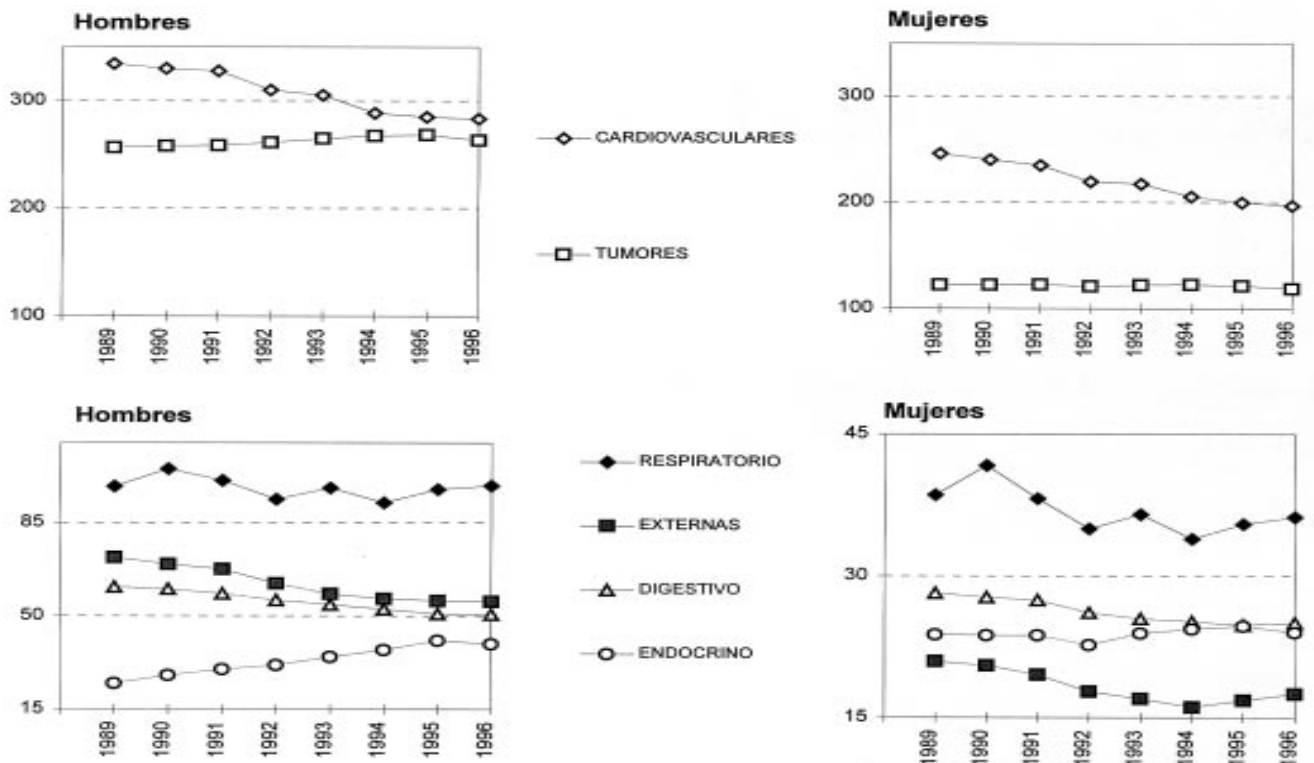 Hombres
300
200
100
1989 1990 1991 1992 1993 1994 1995 1996
CARDIOVASCULARES
TUMORES
Mujeres
300
200
100
1989 1990 1991 1992 1993 1994 1995 1996
Hombres
85
50
15
1989 1990 1991 1992 1993 1994 1995 1996
RESPIRATORIO
EXTERNAS
DIGESTIVO
ENDOCRINO
Mujeres
45
30
15
1989 1990 1991 1992 1993 1994 1995 1996